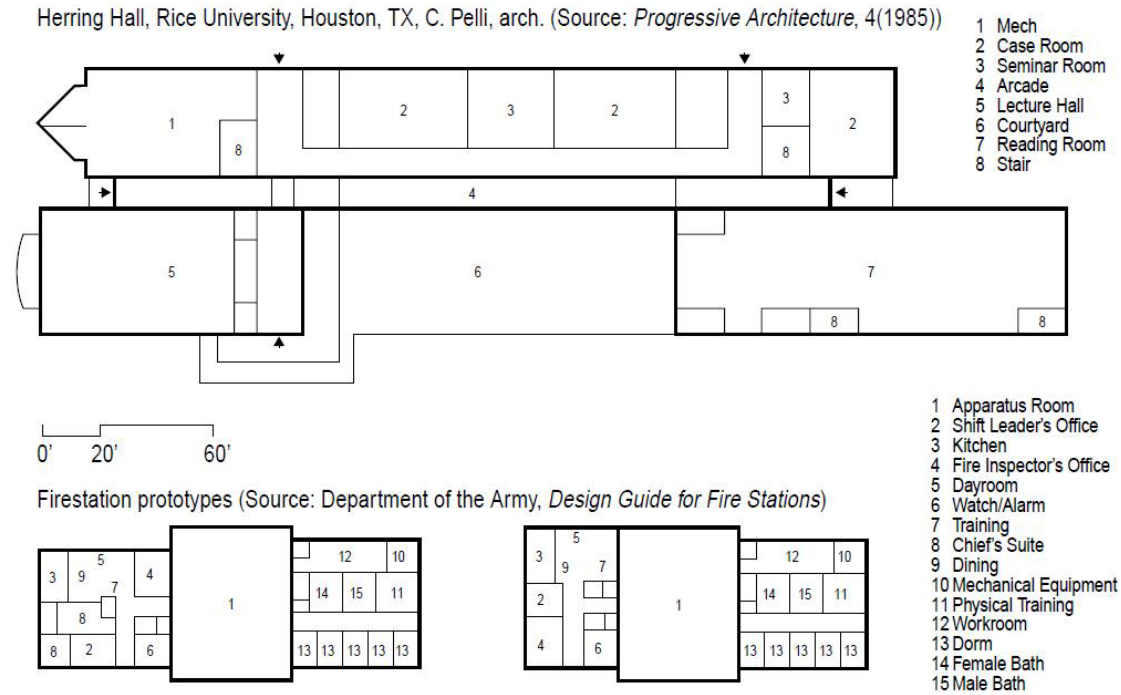 Herring Hall, Rice University, Houston, TX, C. Pelli, arch. (Source: Progressive Architecture, 4(1985))
1 Mech
2 Case Room
3 Seminar Room
4 Arcade
5 Lecture Hall
6 Courtyard
7 Reading Room
8 Stair
1 8 2 3 2 3 8 2
4
5 6 7 8 8
0' 20' 60'
Firestation prototypes (Source: Department of the Army, Design Guide for Fire Stations)
1 Apparatus Room
2 Shift Leader's Office
3 Kitchen
4 Fire Inspector's Office
5 Dayroom
6 Watch/Alarm
7 Training
8 Chief's Suite
9 Dining
10 Mechanical Equipment
11 Physical Training
12 Workroom
13 Dorm
14 Female Bath
15 Male Bath
5 12 10
3 9 7 4 1 14 15 11
8
8 2 6 13 13 13 13 13
5 12 10
3 9 7
2 1 14 15 11
4 6 13 13 13 13 13